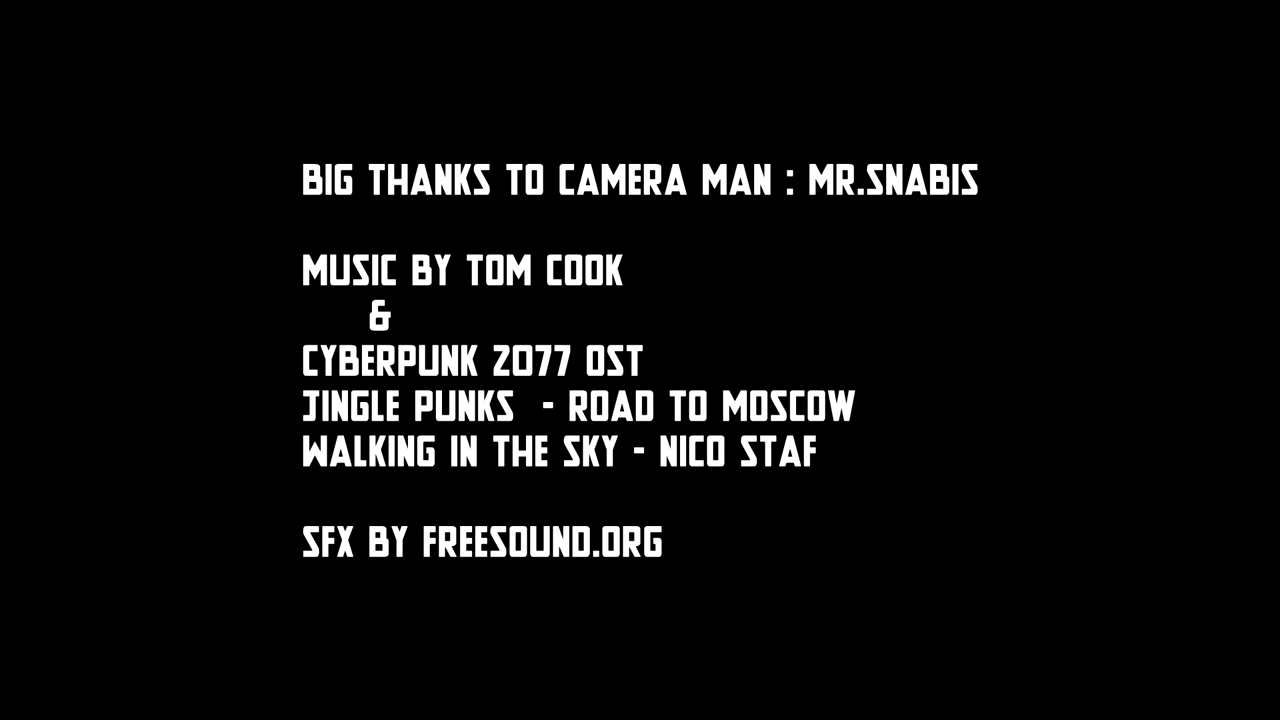 BIG THANKS TO CAMERA MAN : MR.SNABIS
MUSIC BY TOM COOK
&
CYBERPUNK 2077 OST
JINGLE PUNKS - ROAD TO MOSCOW
WALKING IN THE SKY - NICO STAF
SFX BY FREESOUND.ORG